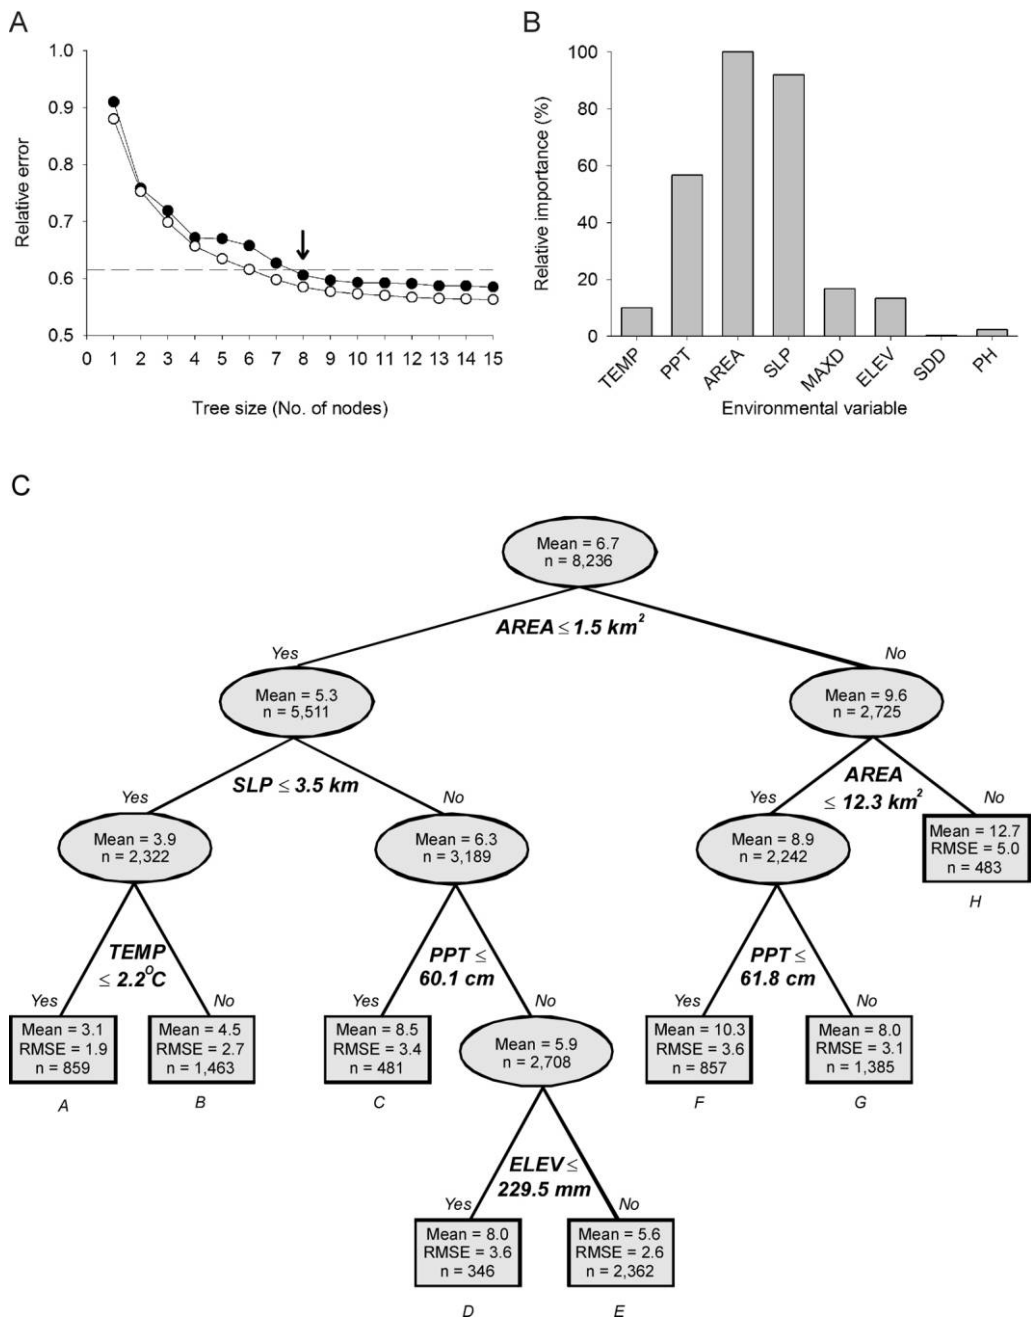 A
1.0
0.9
0.8
0.7
0.6
0.5
Relative error
0 1 2 3 4 5 6 7 8 9 10 11 12 13 14 15
Tree size (No. of nodes)
B
100
80
60
40
20
0
Relative importance (%)
TEMP PPT AREA SLP MAXD ELEV SDD PH
Environmental variable
C
Mean = 6.7
n = 8,236
AREA ≤ 1.5 km²
Yes
No
Mean = 5.3
n = 5,511
Mean = 9.6
n = 2,725
SLP ≤ 3.5 km
Yes
No
AREA
≤ 12.3 km²
Yes
No
Mean = 3.9
n = 2,322
Mean = 6.3
n = 3,189
Mean = 8.9
n = 2,242
Mean = 12.7
RMSE = 5.0
n = 483
H
TEMP
≤ 2.2°C
Yes
No
PPT ≤
60.1 cm
Yes
No
PPT ≤
61.8 cm
Yes
No
Mean = 3.1
RMSE = 1.9
n = 859
A
Mean = 4.5
RMSE = 2.7
n = 1,463
B
Mean = 8.5
RMSE = 3.4
n = 481
C
Mean = 5.9
n = 2,708
Mean = 10.3
RMSE = 3.6
n = 857
F
Mean = 8.0
RMSE = 3.1
n = 1,385
G
ELEV ≤
229.5 mm
Yes
No
Mean = 8.0
RMSE = 3.6
n = 346
D
Mean = 5.6
RMSE = 2.6
n = 2,362
E